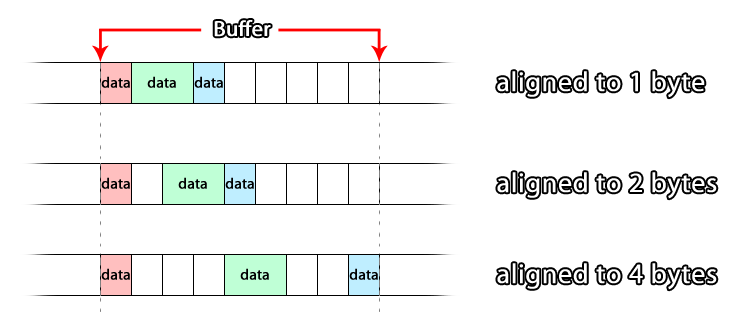 Buffer
data data data aligned to 1 byte
data data data aligned to 2 bytes
data data data aligned to 4 bytes